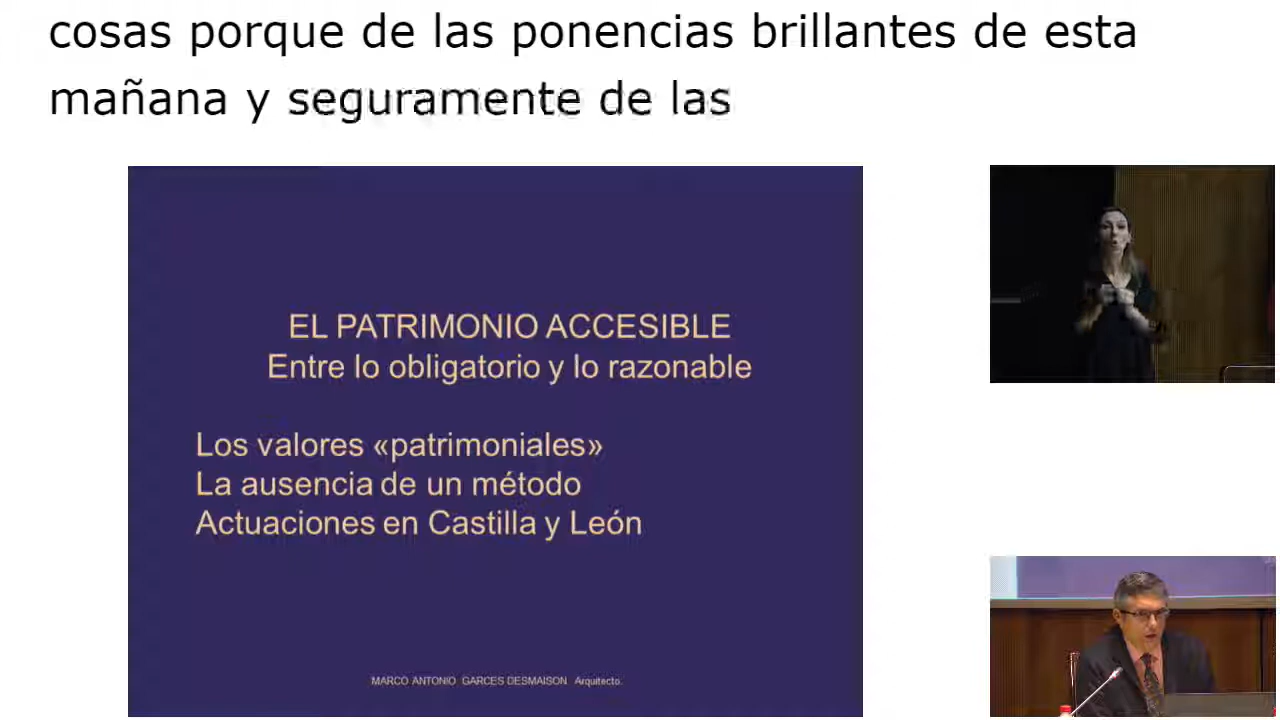 cosas porque de las ponencias brillantes de esta
mañana y seguramente de las
EL PATRIMONIO ACCESIBLE
Entre lo obligatorio y lo razonable
Los valores «patrimoniales»
La ausencia de un método
Actuaciones en Castilla y León
MARCO ANTONIO GARCES DESMAISON. Arquitecto.